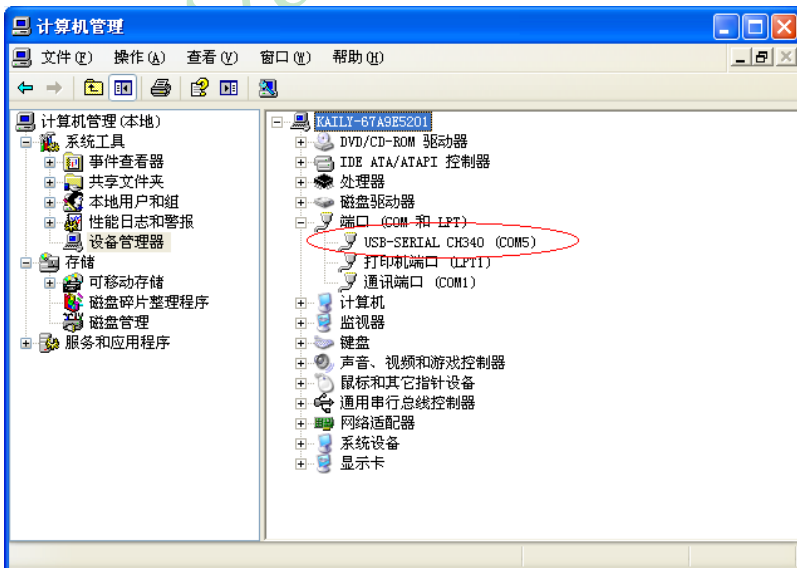 计算机管理
文件(F) 操作(A) 查看(V) 窗口(W) 帮助(H)
计算机管理(本地)
系统工具
事件查看器
共享文件夹
本地用户和组
性能日志和警报
设备管理器
存储
可移动存储
磁盘碎片整理程序
磁盘管理
服务和应用程序
KAILY-67A9E5201
DVD/CD-ROM 驱动器
IDE ATA/ATAPI 控制器
处理器
磁盘驱动器
端口 (COM 和 LPT)
USB-SERIAL CH340 (COM5)
打印机端口 (LPT1)
通讯端口 (COM1)
计算机
监视器
键盘
声音、视频和游戏控制器
鼠标和其它指针设备
通用串行总线控制器
网络适配器
系统设备
显示卡